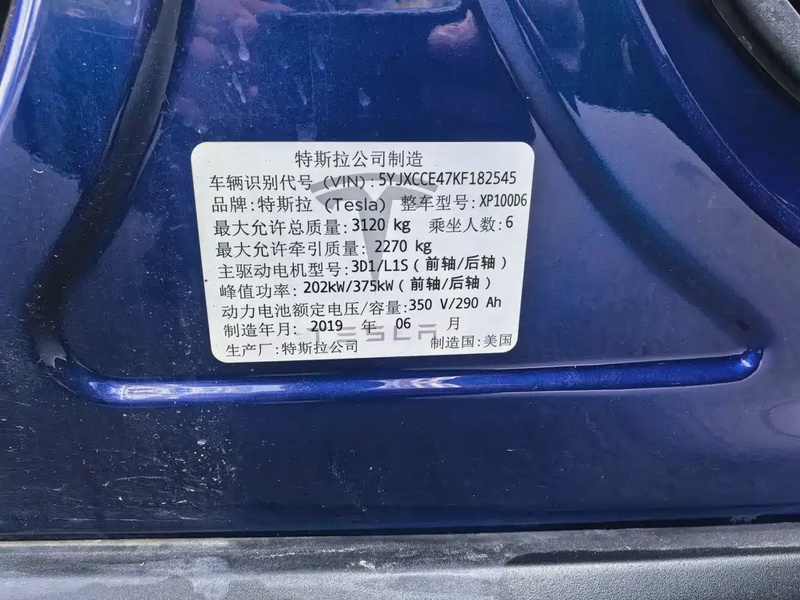 特斯拉公司制造
车辆识别代号 (VIN):5YJXCCE47KF182545
品牌:特斯拉 (Tesla) 整车型号:XP100D6
最大允许总质量:3120 kg 乘坐人数:6
最大允许牵引质量: 2270 kg
主驱动电机型号:3D1/L1S (前轴/后轴)
峰值功率: 202kW/375kW (前轴/后轴)
动力电池额定电压/容量:350 V/290 Ah
制造年月: 2019 年 06 月
TESLA
生产厂:特斯拉公司 制造国:美国